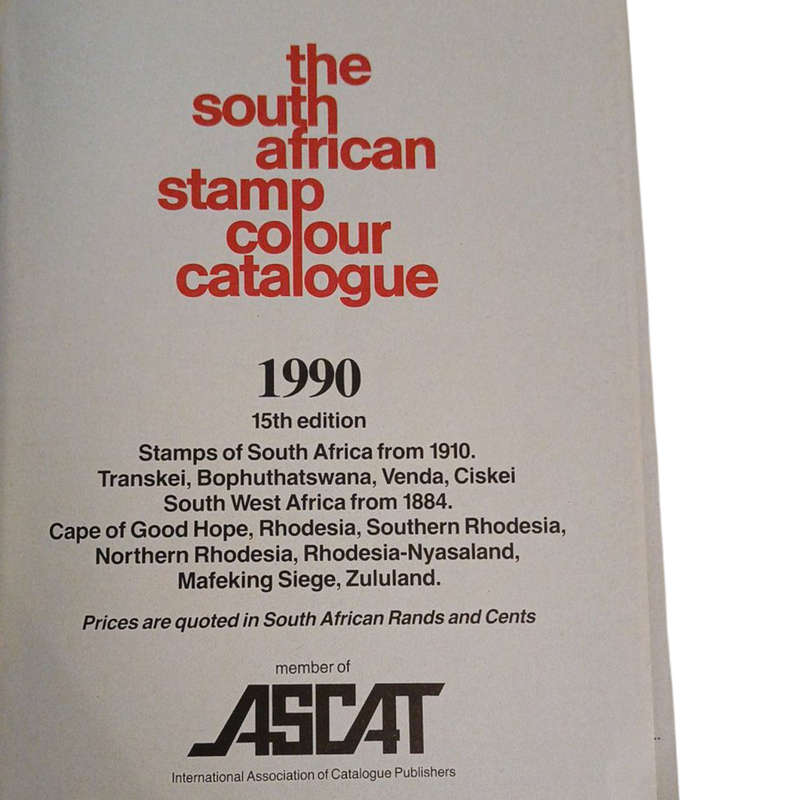 the
south
african
stamp
colour
catalogue
1990
15th edition
Stamps of South Africa from 1910.
Transkei, Bophuthatswana, Venda, Ciskei
South West Africa from 1884.
Cape of Good Hope, Rhodesia, Southern Rhodesia,
Northern Rhodesia, Rhodesia-Nyasaland,
Mafeking Siege, Zululand.
Prices are quoted in South African Rands and Cents
member of
ASCAT
International Association of Catalogue Publishers